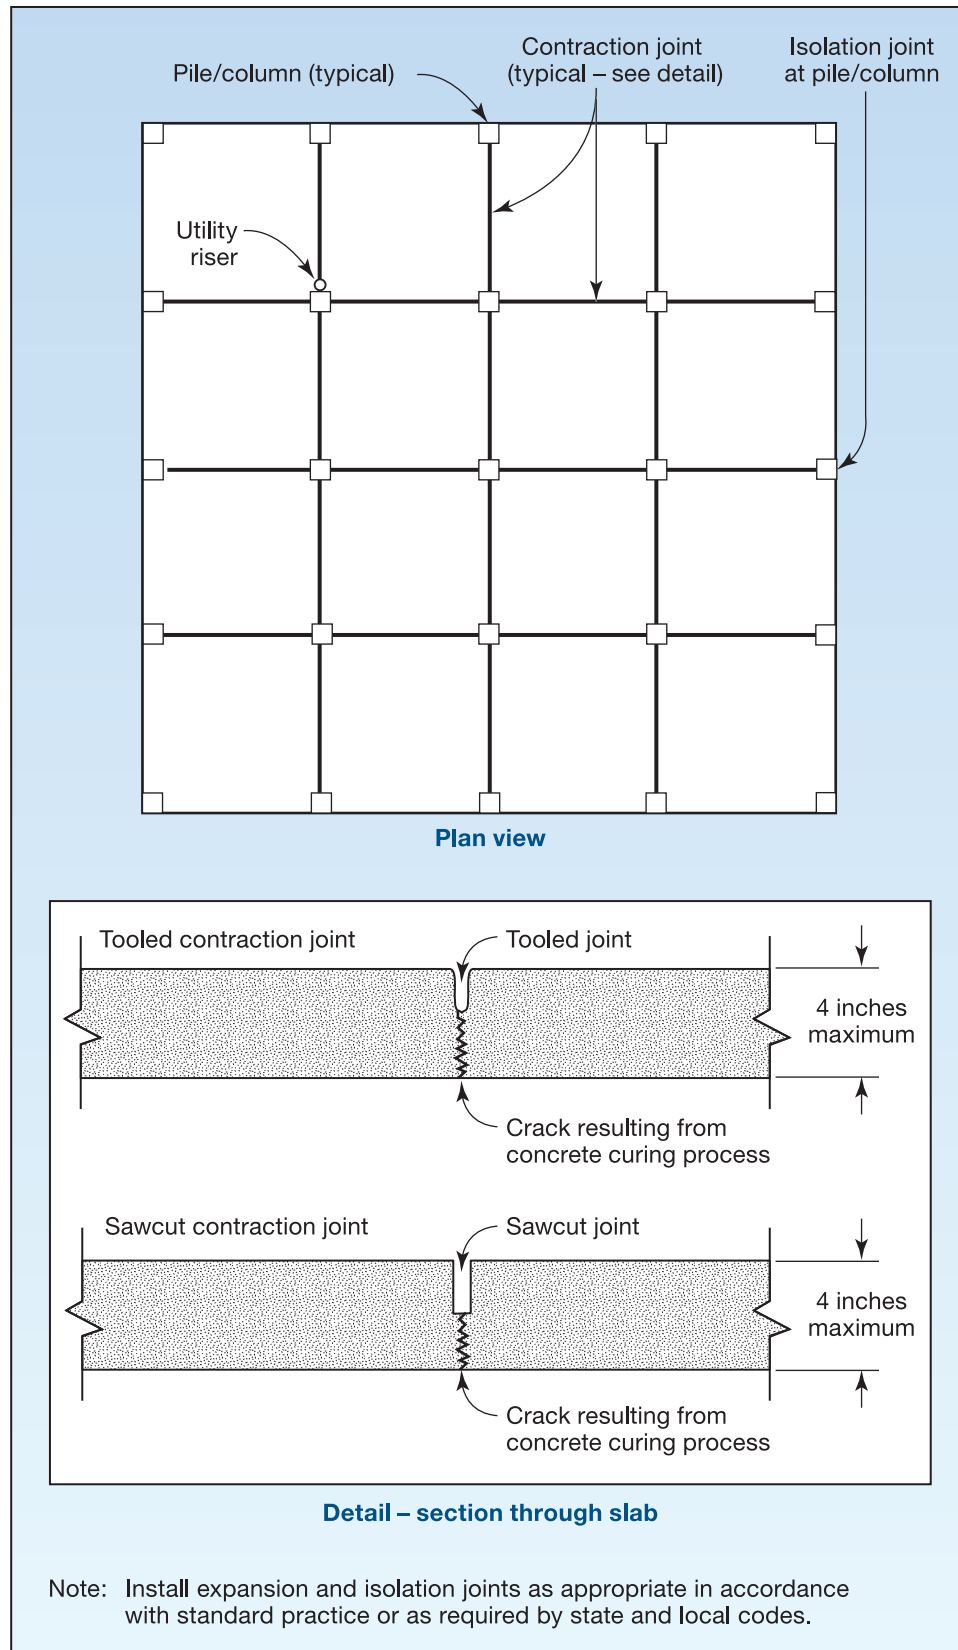 Pile/column (typical)
Contraction joint
(typical – see detail)
Isolation joint
at pile/column
Utility
riser
Plan view
Tooled contraction joint
Tooled joint
4 inches
maximum
Crack resulting from
concrete curing process
Sawcut contraction joint
Sawcut joint
4 inches
maximum
Crack resulting from
concrete curing process
Detail – section through slab
Note: Install expansion and isolation joints as appropriate in accordance
with standard practice or as required by state and local codes.